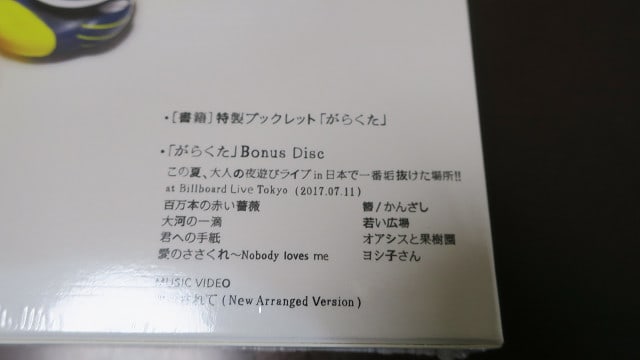 ・[書籍]特製ブックレット「がらくた」
・「がらくた」Bonus Disc
この夏、大人の夜遊びライブ in 日本で一番垢抜けた場所!!
at Billboard Live Tokyo (2017.07.11)
百万本の赤い薔薇
大河の一滴
君への手紙
愛のささくれ～Nobody loves me
簪 / かんざし
若い広場
オアシスと果樹園
ヨシ子さん
MUSIC VIDEO
されて (New Arranged Version)